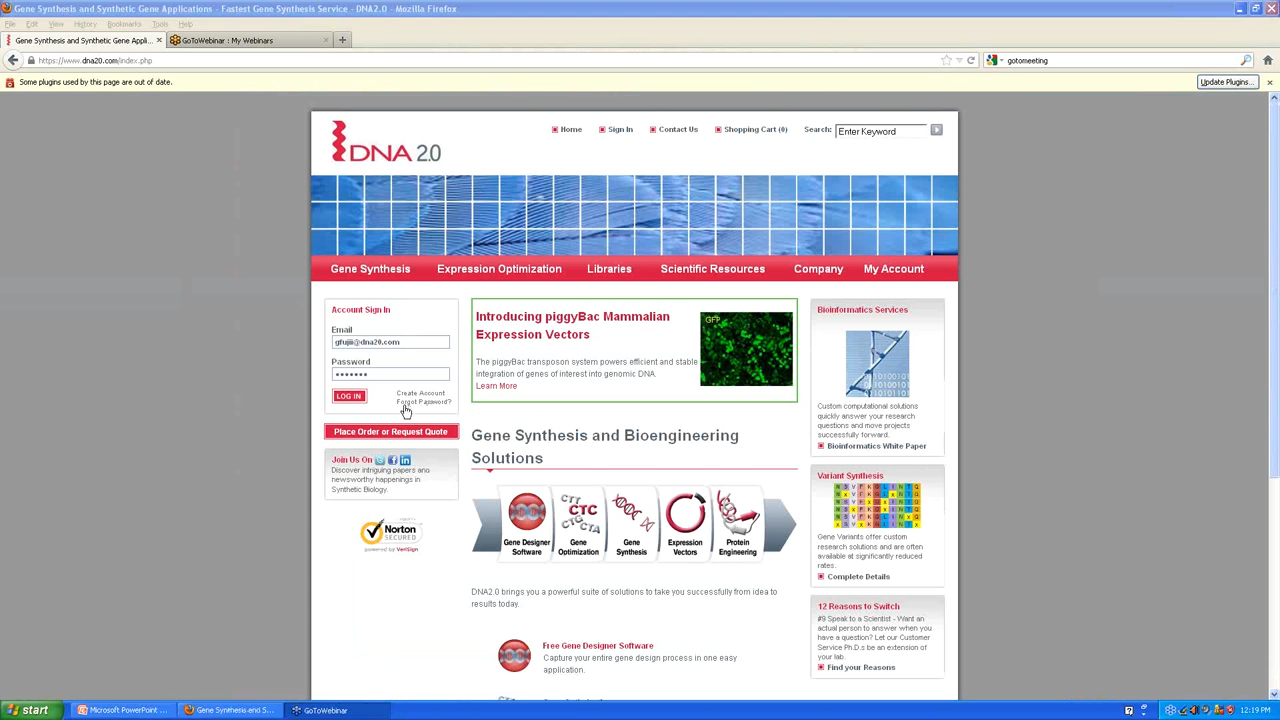 Gene Synthesis and Synthetic Gene Applications - Fastest Gene Synthesis Service - DNA2.0 - Mozilla Firefox
File Edit View History Bookmarks Tools Help
Gene Synthesis and Synthetic Gene Appli... × GoToWebinar : My Webinars × +
https://www.dna20.com/index.php
gotomeeting
Some plugins used by this page are out of date.
Update Plugins... ×
DNA 2.0
Home Sign In Contact Us Shopping Cart (0) Search: Enter Keyword
Gene Synthesis Expression Optimization Libraries Scientific Resources Company My Account
Account Sign In
Email
gfujii@dna20.com
Password
LOG IN
Create Account
Forgot Password?
Place Order or Request Quote
Join Us On
Discover intriguing papers and
newsworthy happenings in
Synthetic Biology.
Norton
SECURED
powered by VeriSign
Introducing piggyBac Mammalian
Expression Vectors
The piggyBac transposon system powers efficient and stable
integration of genes of interest into genomic DNA.
Learn More
GFP
Gene Synthesis and Bioengineering
Solutions
CTT
CTC
CTA
Gene Designer
Software
Gene
Optimization
Gene
Synthesis
Expression
Vectors
Protein
Engineering
DNA2.0 brings you a powerful suite of solutions to take you successfully from idea to
results today.
Free Gene Designer Software
Capture your entire gene design process in one easy
application.
Bioinformatics Services
Custom computational solutions
quickly answer your research
questions and move projects
successfully forward.
Bioinformatics White Paper
Variant Synthesis
Gene Variants offer custom
research solutions and are often
available at significantly reduced
rates.
Complete Details
12 Reasons to Switch
#9 Speak to a Scientist - Want an
actual person to answer when you
have a question? Let our Customer
Service Ph.D.s be an extension of
your lab.
Find your Reasons
start Microsoft PowerPoint ... Gene Synthesis and S... GoToWebinar 12:19 PM